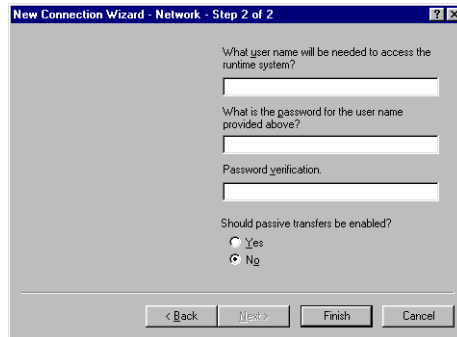 New Connection Wizard - Network - Step 2 of 2
What user name will be needed to access the
runtime system?
What is the password for the user name
provided above?
Password verification.
Should passive transfers be enabled?
Yes
No
< Back Next > Finish Cancel